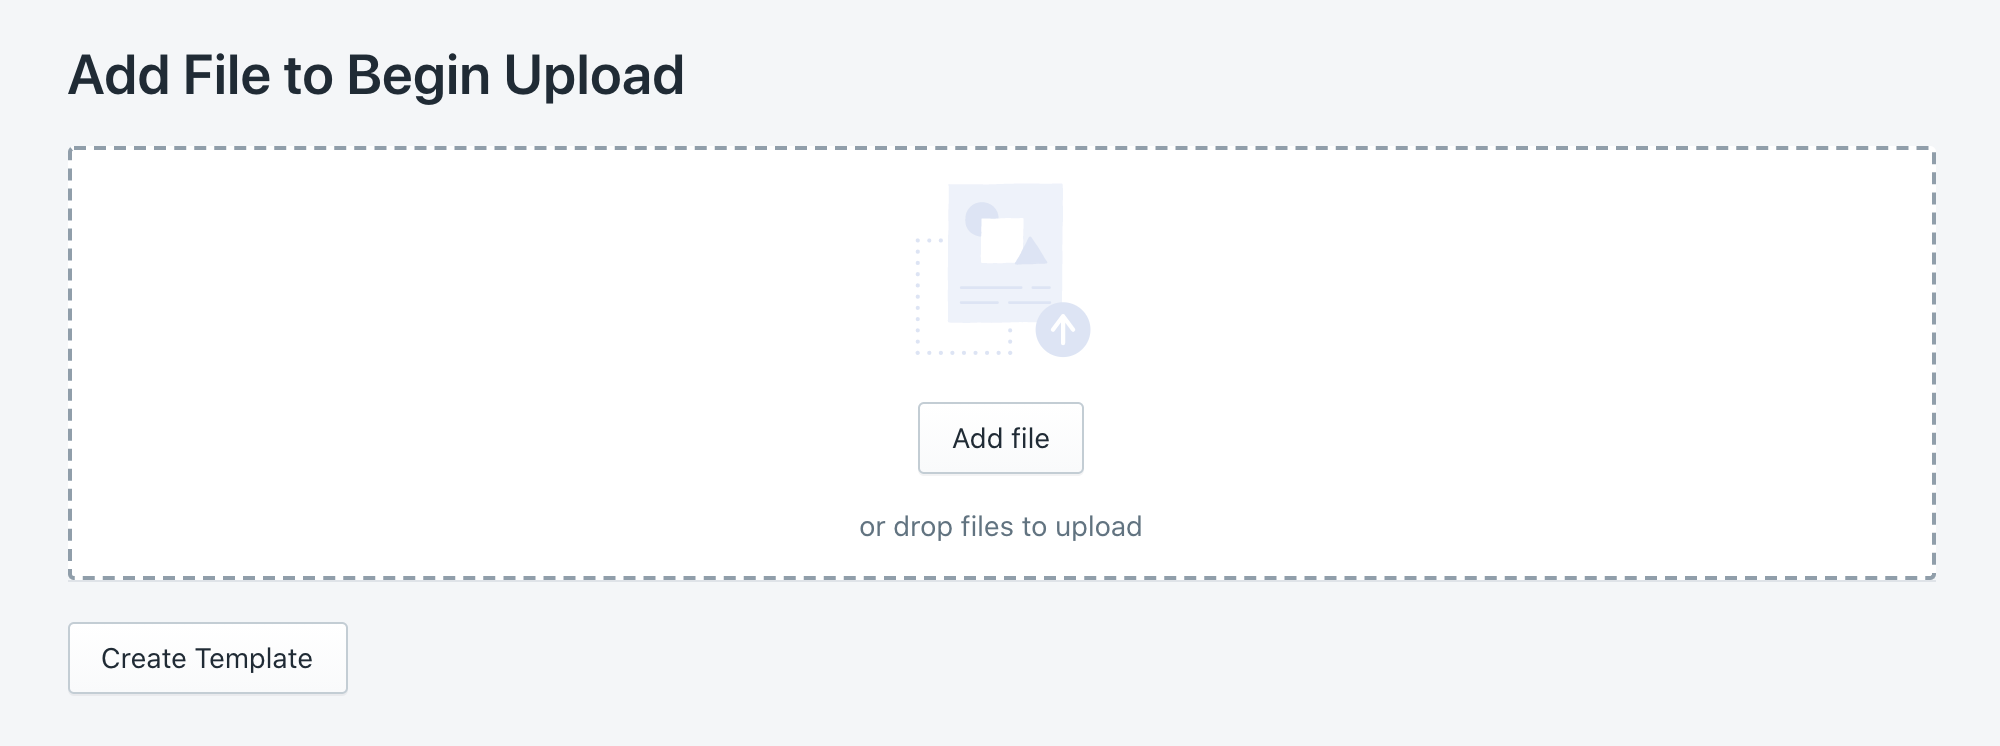 Add File to Begin Upload
Add file
or drop files to upload
Create Template